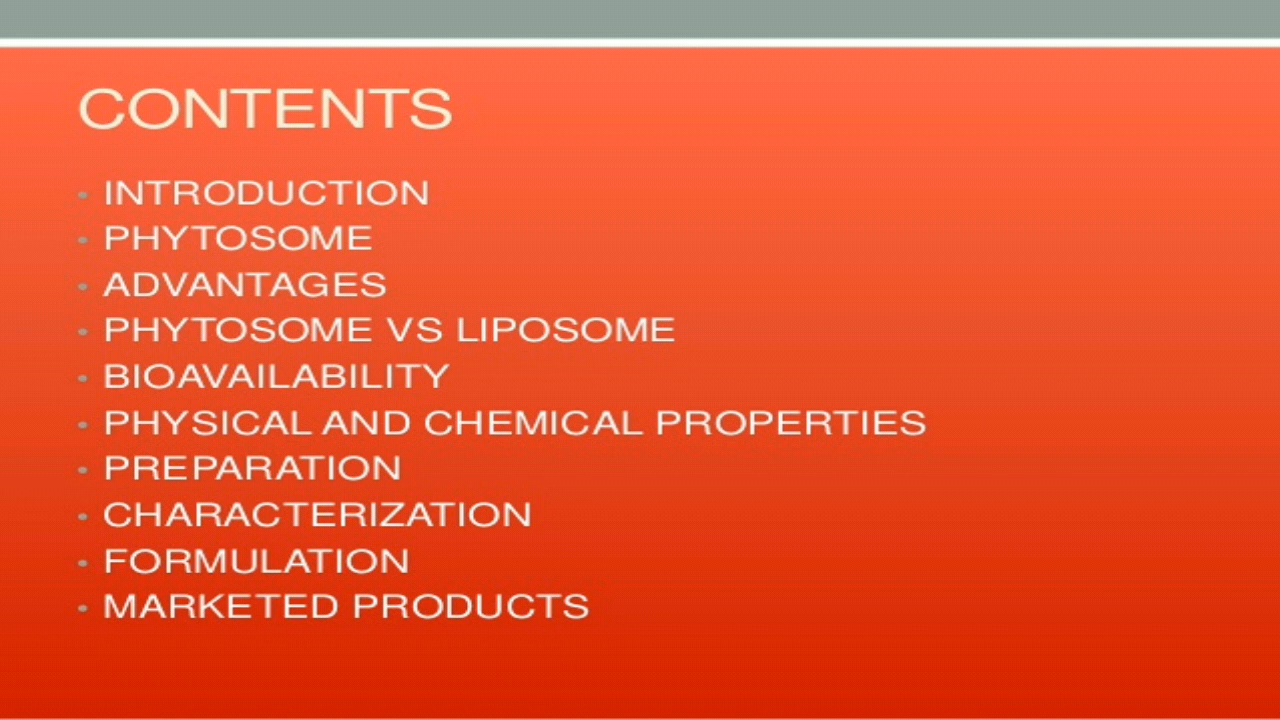 CONTENTS
• INTRODUCTION
• PHYTOSOME
• ADVANTAGES
• PHYTOSOME VS LIPOSOME
• BIOAVAILABILITY
• PHYSICAL AND CHEMICAL PROPERTIES
• PREPARATION
• CHARACTERIZATION
• FORMULATION
• MARKETED PRODUCTS